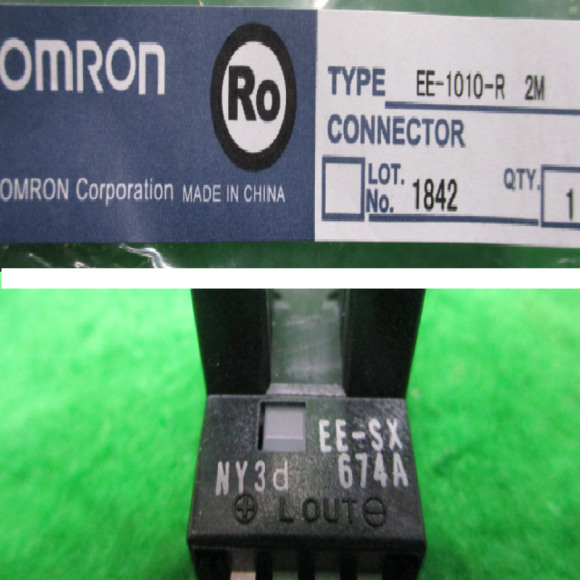 OMRON
Ro
TYPE EE-1010-R 2M
CONNECTOR
LOT. No. 1842 QTY. 1
OMRON Corporation MADE IN CHINA
EE-SX
NY3d 674A
⊕ L OUT ⊖